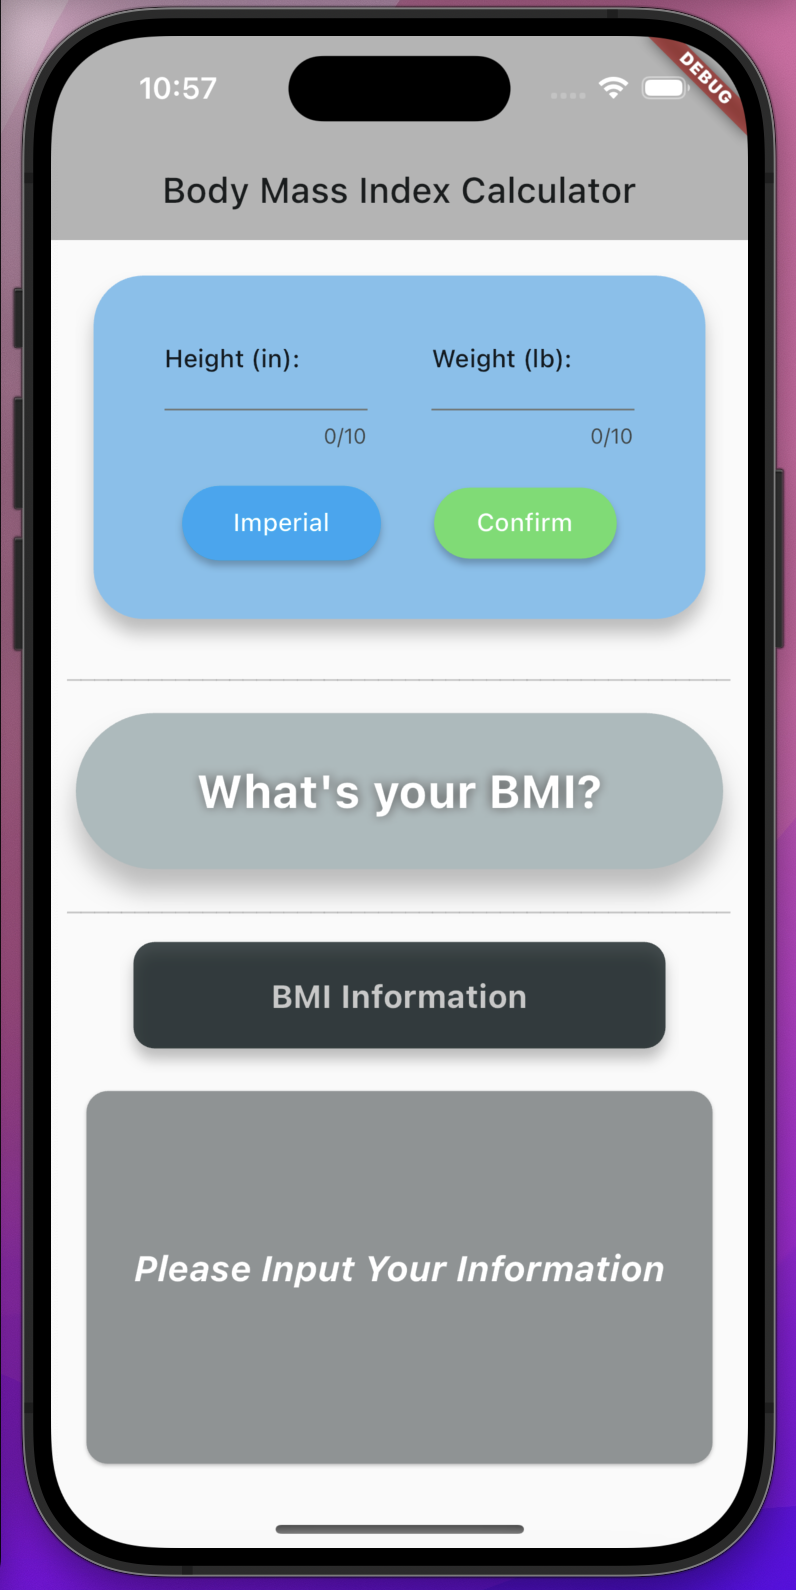 10:57
DEBUG
Body Mass Index Calculator
Height (in): Weight (lb):
0/10 0/10
Imperial Confirm
What's your BMI?
BMI Information
Please Input Your Information